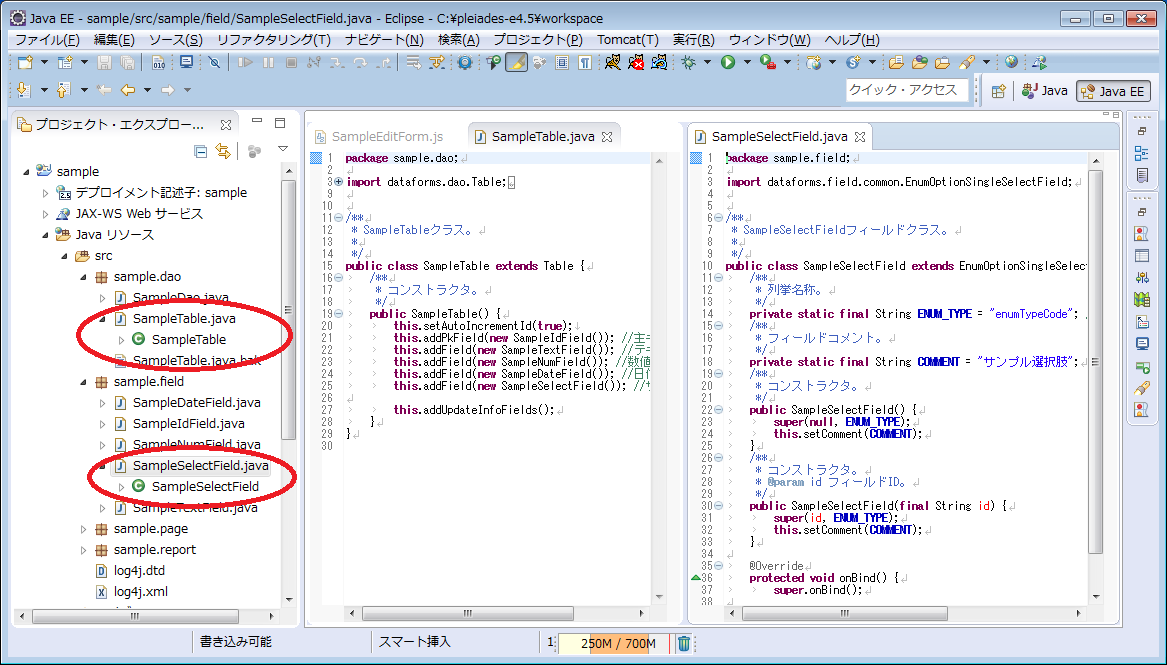 Java EE - sample/src/sample/field/SampleSelectField.java - Eclipse - C:¥pleiades-e4.5¥workspace
ファイル(F) 編集(E) ソース(S) リファクタリング(T) ナビゲート(N) 検索(A) プロジェクト(P) Tomcat(T) 実行(R) ウィンドウ(W) ヘルプ(H)
クイック・アクセス
Java
Java EE
プロジェクト・エクスプロー...
sample
デプロイメント記述子: sample
JAX-WS Web サービス
Java リソース
src
sample.dao
SampleDao.java
SampleTable.java
SampleTable
SampleTable.java.bak
sample.field
SampleDateField.java
SampleIdField.java
SampleNumField.java
SampleSelectField.java
SampleSelectField
SampleTextField.java
sample.page
sample.report
log4j.dtd
log4j.xml
SampleEditForm.js
SampleTable.java
1 package sample.dao;
2
3 import dataforms.dao.Table;
9
10
11 /**
12 * SampleTableクラス。
13 *
14 */
15 public class SampleTable extends Table {
16 /**
17 * コンストラクタ。
18 */
19 public SampleTable() {
20 this.setAutoIncrementId(true);
21 this.addPkField(new SampleIdField()); //主
22 this.addField(new SampleTextField()); //テ
23 this.addField(new SampleNumField()); //数値
24 this.addField(new SampleDateField()); //日
25 this.addField(new SampleSelectField()); //
26
27 this.addUpdateInfoFields();
28 }
29 }
30
SampleSelectField.java
1 package sample.field;
2
3 import dataforms.field.common.EnumOptionSingleSelectField;
4
5
6 /**
7 * SampleSelectFieldフィールドクラス。
8 *
9 */
10 public class SampleSelectField extends EnumOptionSingleSelect
11 /**
12 * 列挙名称。
13 */
14 private static final String ENUM_TYPE = "enumTypeCode"; /
15 /**
16 * フィールドコメント。
17 */
18 private static final String COMMENT = "サンプル選択肢";
19 /**
20 * コンストラクタ。
21 */
22 public SampleSelectField() {
23 super(null, ENUM_TYPE);
24 this.setComment(COMMENT);
25 }
26 /**
27 * コンストラクタ。
28 * @param id フィールドID。
29 */
30 public SampleSelectField(final String id) {
31 super(id, ENUM_TYPE);
32 this.setComment(COMMENT);
33 }
34
35 @Override
36 protected void onBind() {
37 super.onBind();
38
書き込み可能
スマート挿入
1
250M / 700M